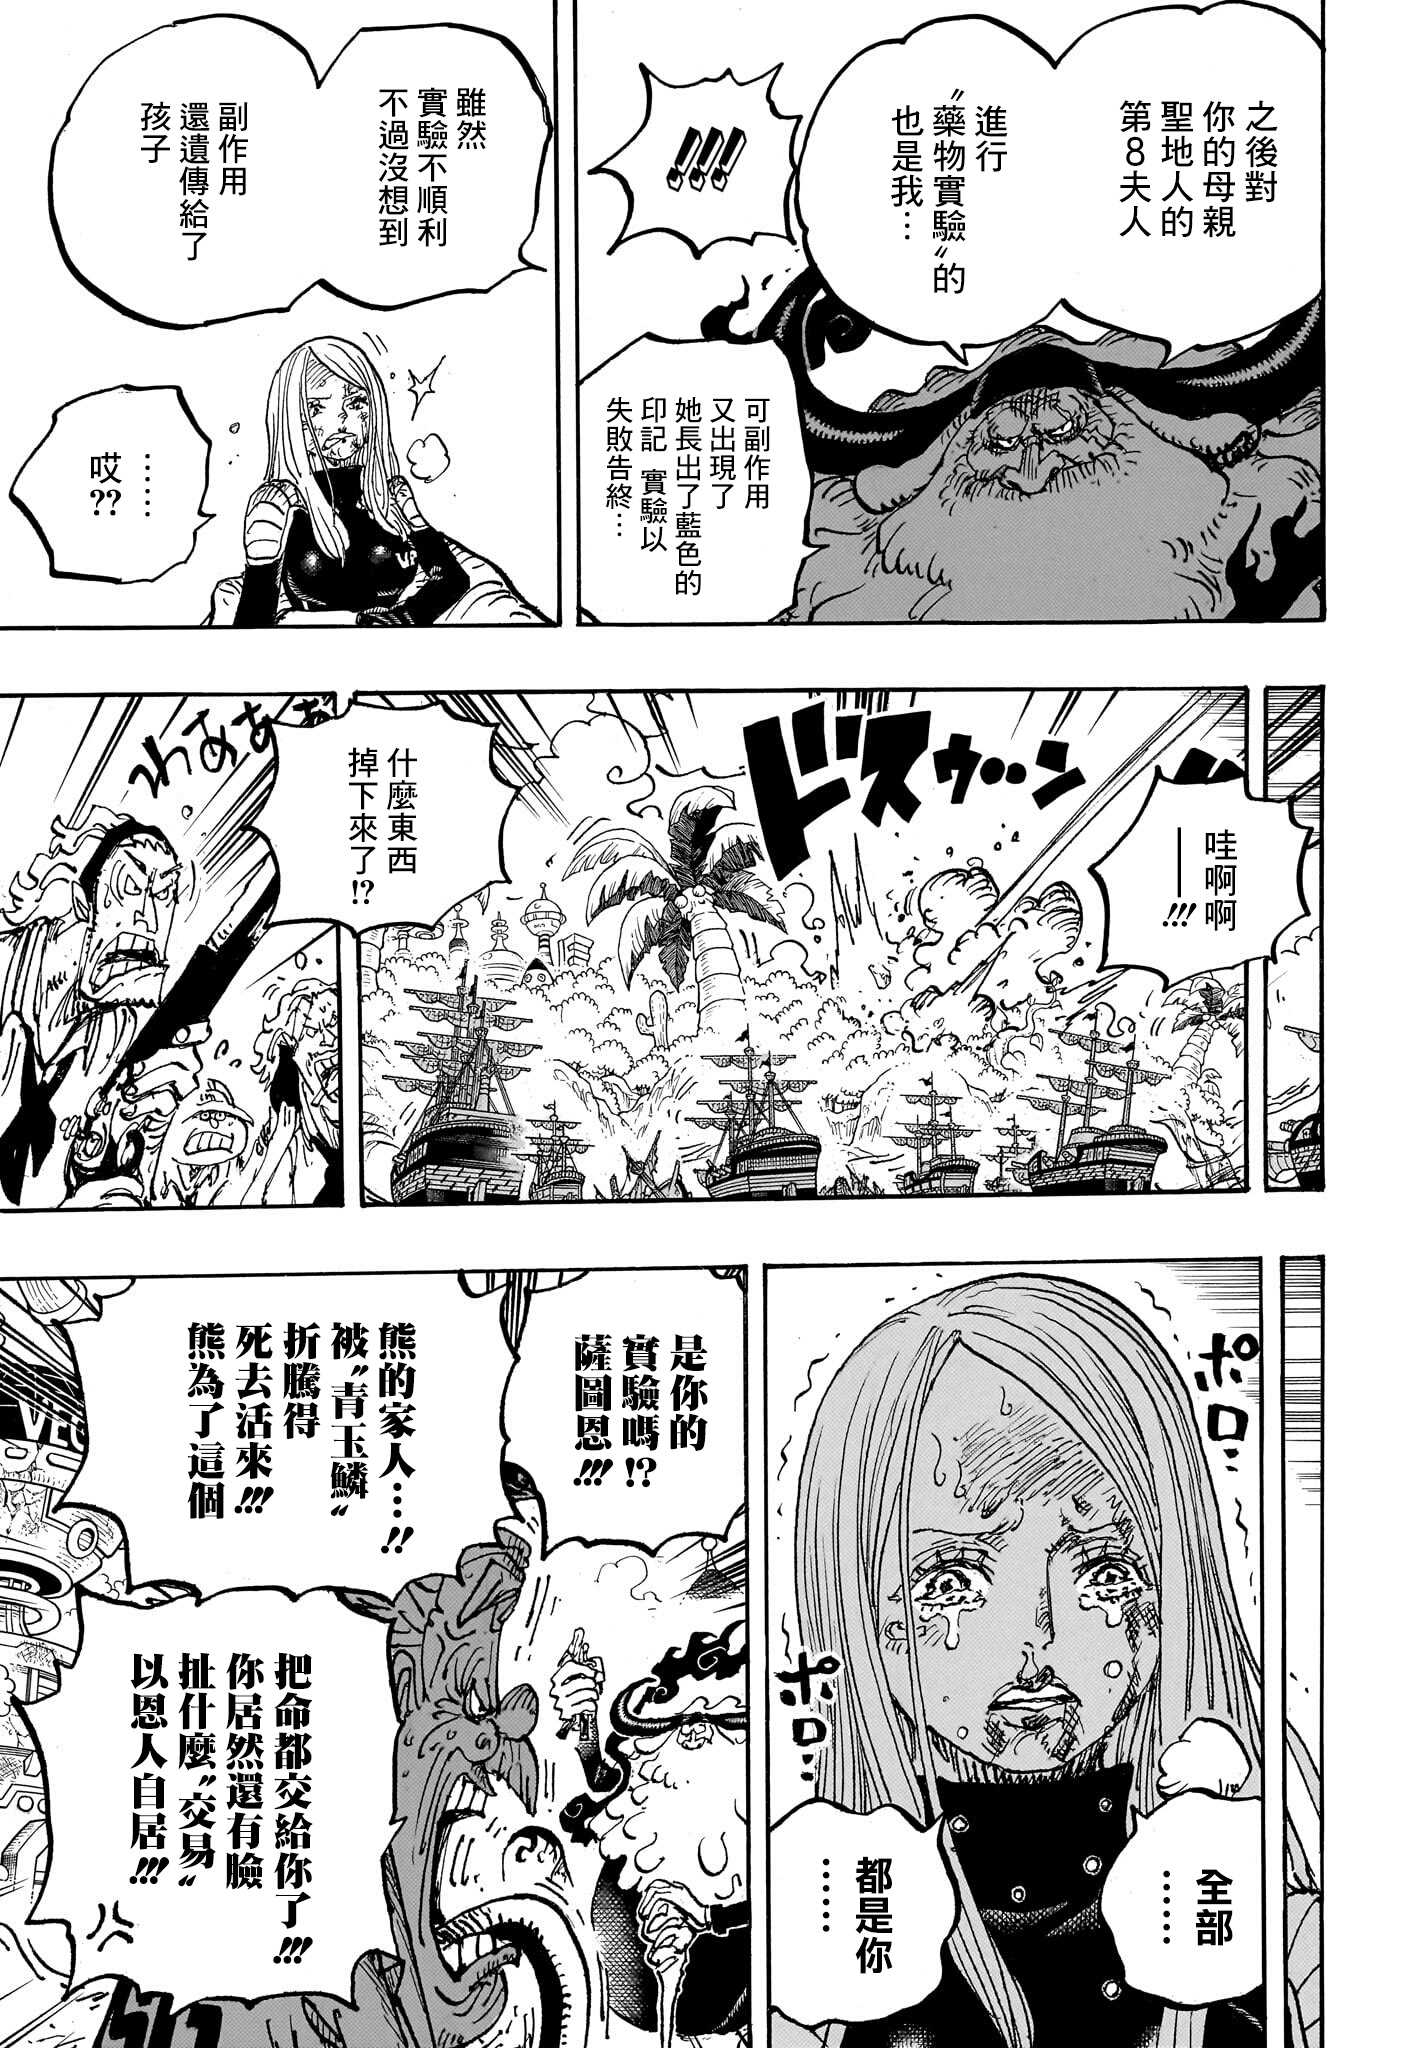 之後對
你的母親
聖地人的
第8夫人
進行
〝藥物實驗〞的
也是我…
!!!!
可副作用
又出現了
她長出了藍色的
印記 實驗以
失敗告終…
雖然
實驗不順利
不過沒想到
副作用
還遺傳給了
孩子
……
哎??
哇啊啊
——!!!
ドスゥ…ン
什麼東西
掉下來了!?
わああああ
ポロ…
ポロ…
全部
……
都是你
……
是你的
實驗嗎!?
薩圖恩!!!
熊的家人…!!
被〝青玉鱗〞
折騰得
死去活來!!!
熊為了這個
把命都交給你了!!!
你居然還有臉
扯什麼〝交易〞
以恩人自居!!!